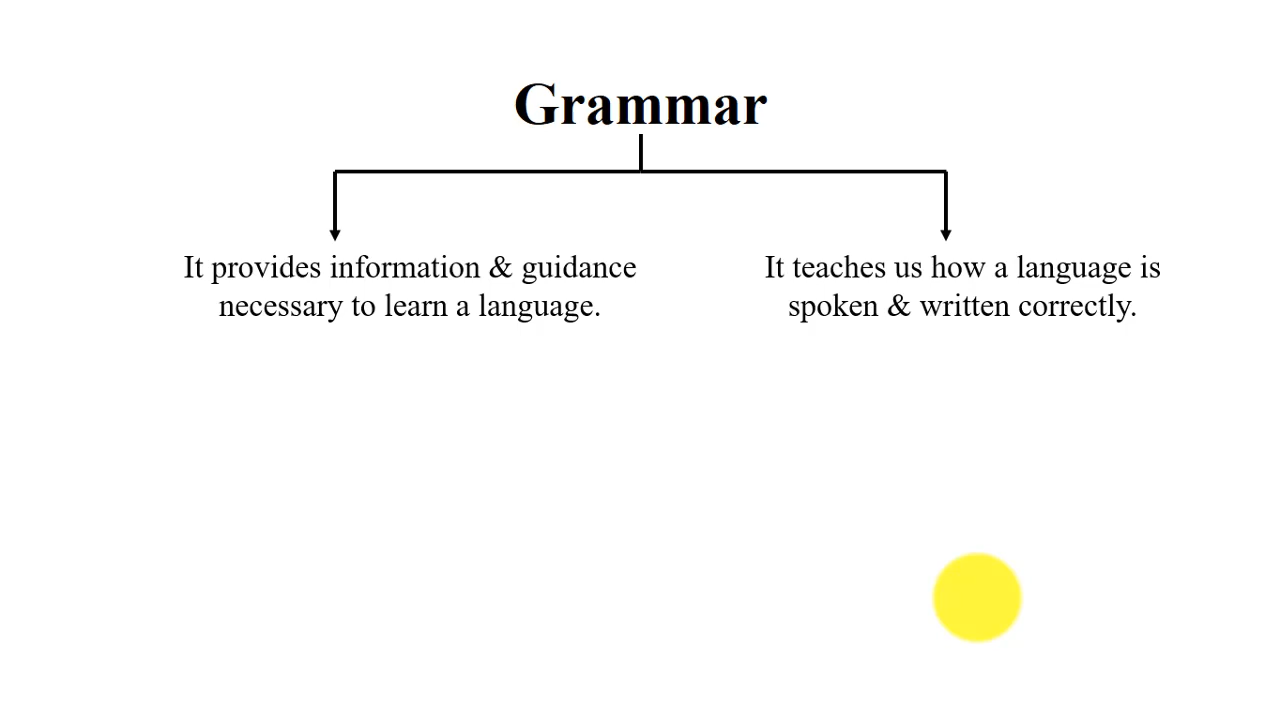 Grammar
It provides information & guidance
necessary to learn a language.
It teaches us how a language is
spoken & written correctly.